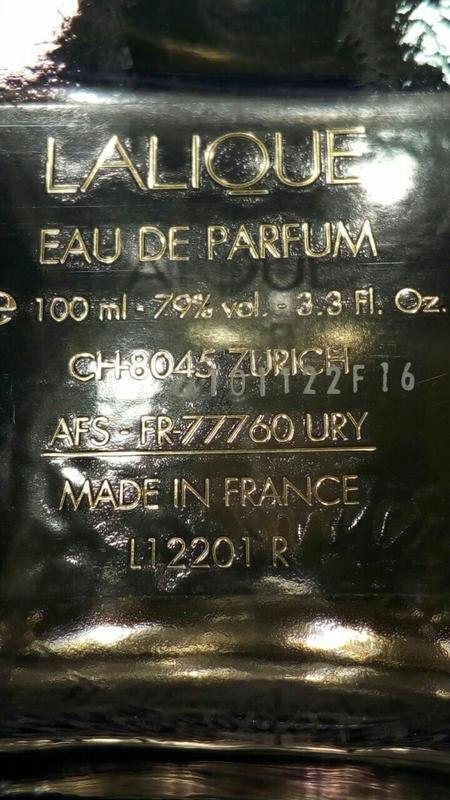 LALIQUE
EAU DE PARFUM
e 100 ml - 79% vol. - 3.3 Fl. Oz.
CH-8045 ZURICH
AFS - FR-77760 URY
MADE IN FRANCE
L12201 R